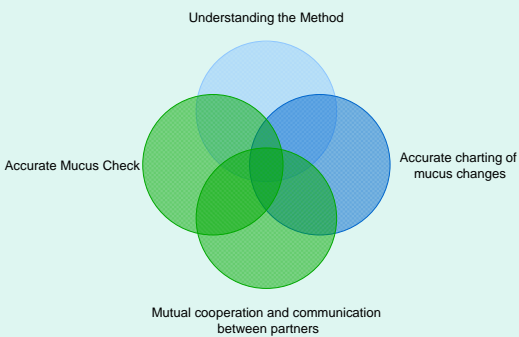 Understanding the Method
Accurate Mucus Check
Accurate charting of
mucus changes
Mutual cooperation and communication
between partners